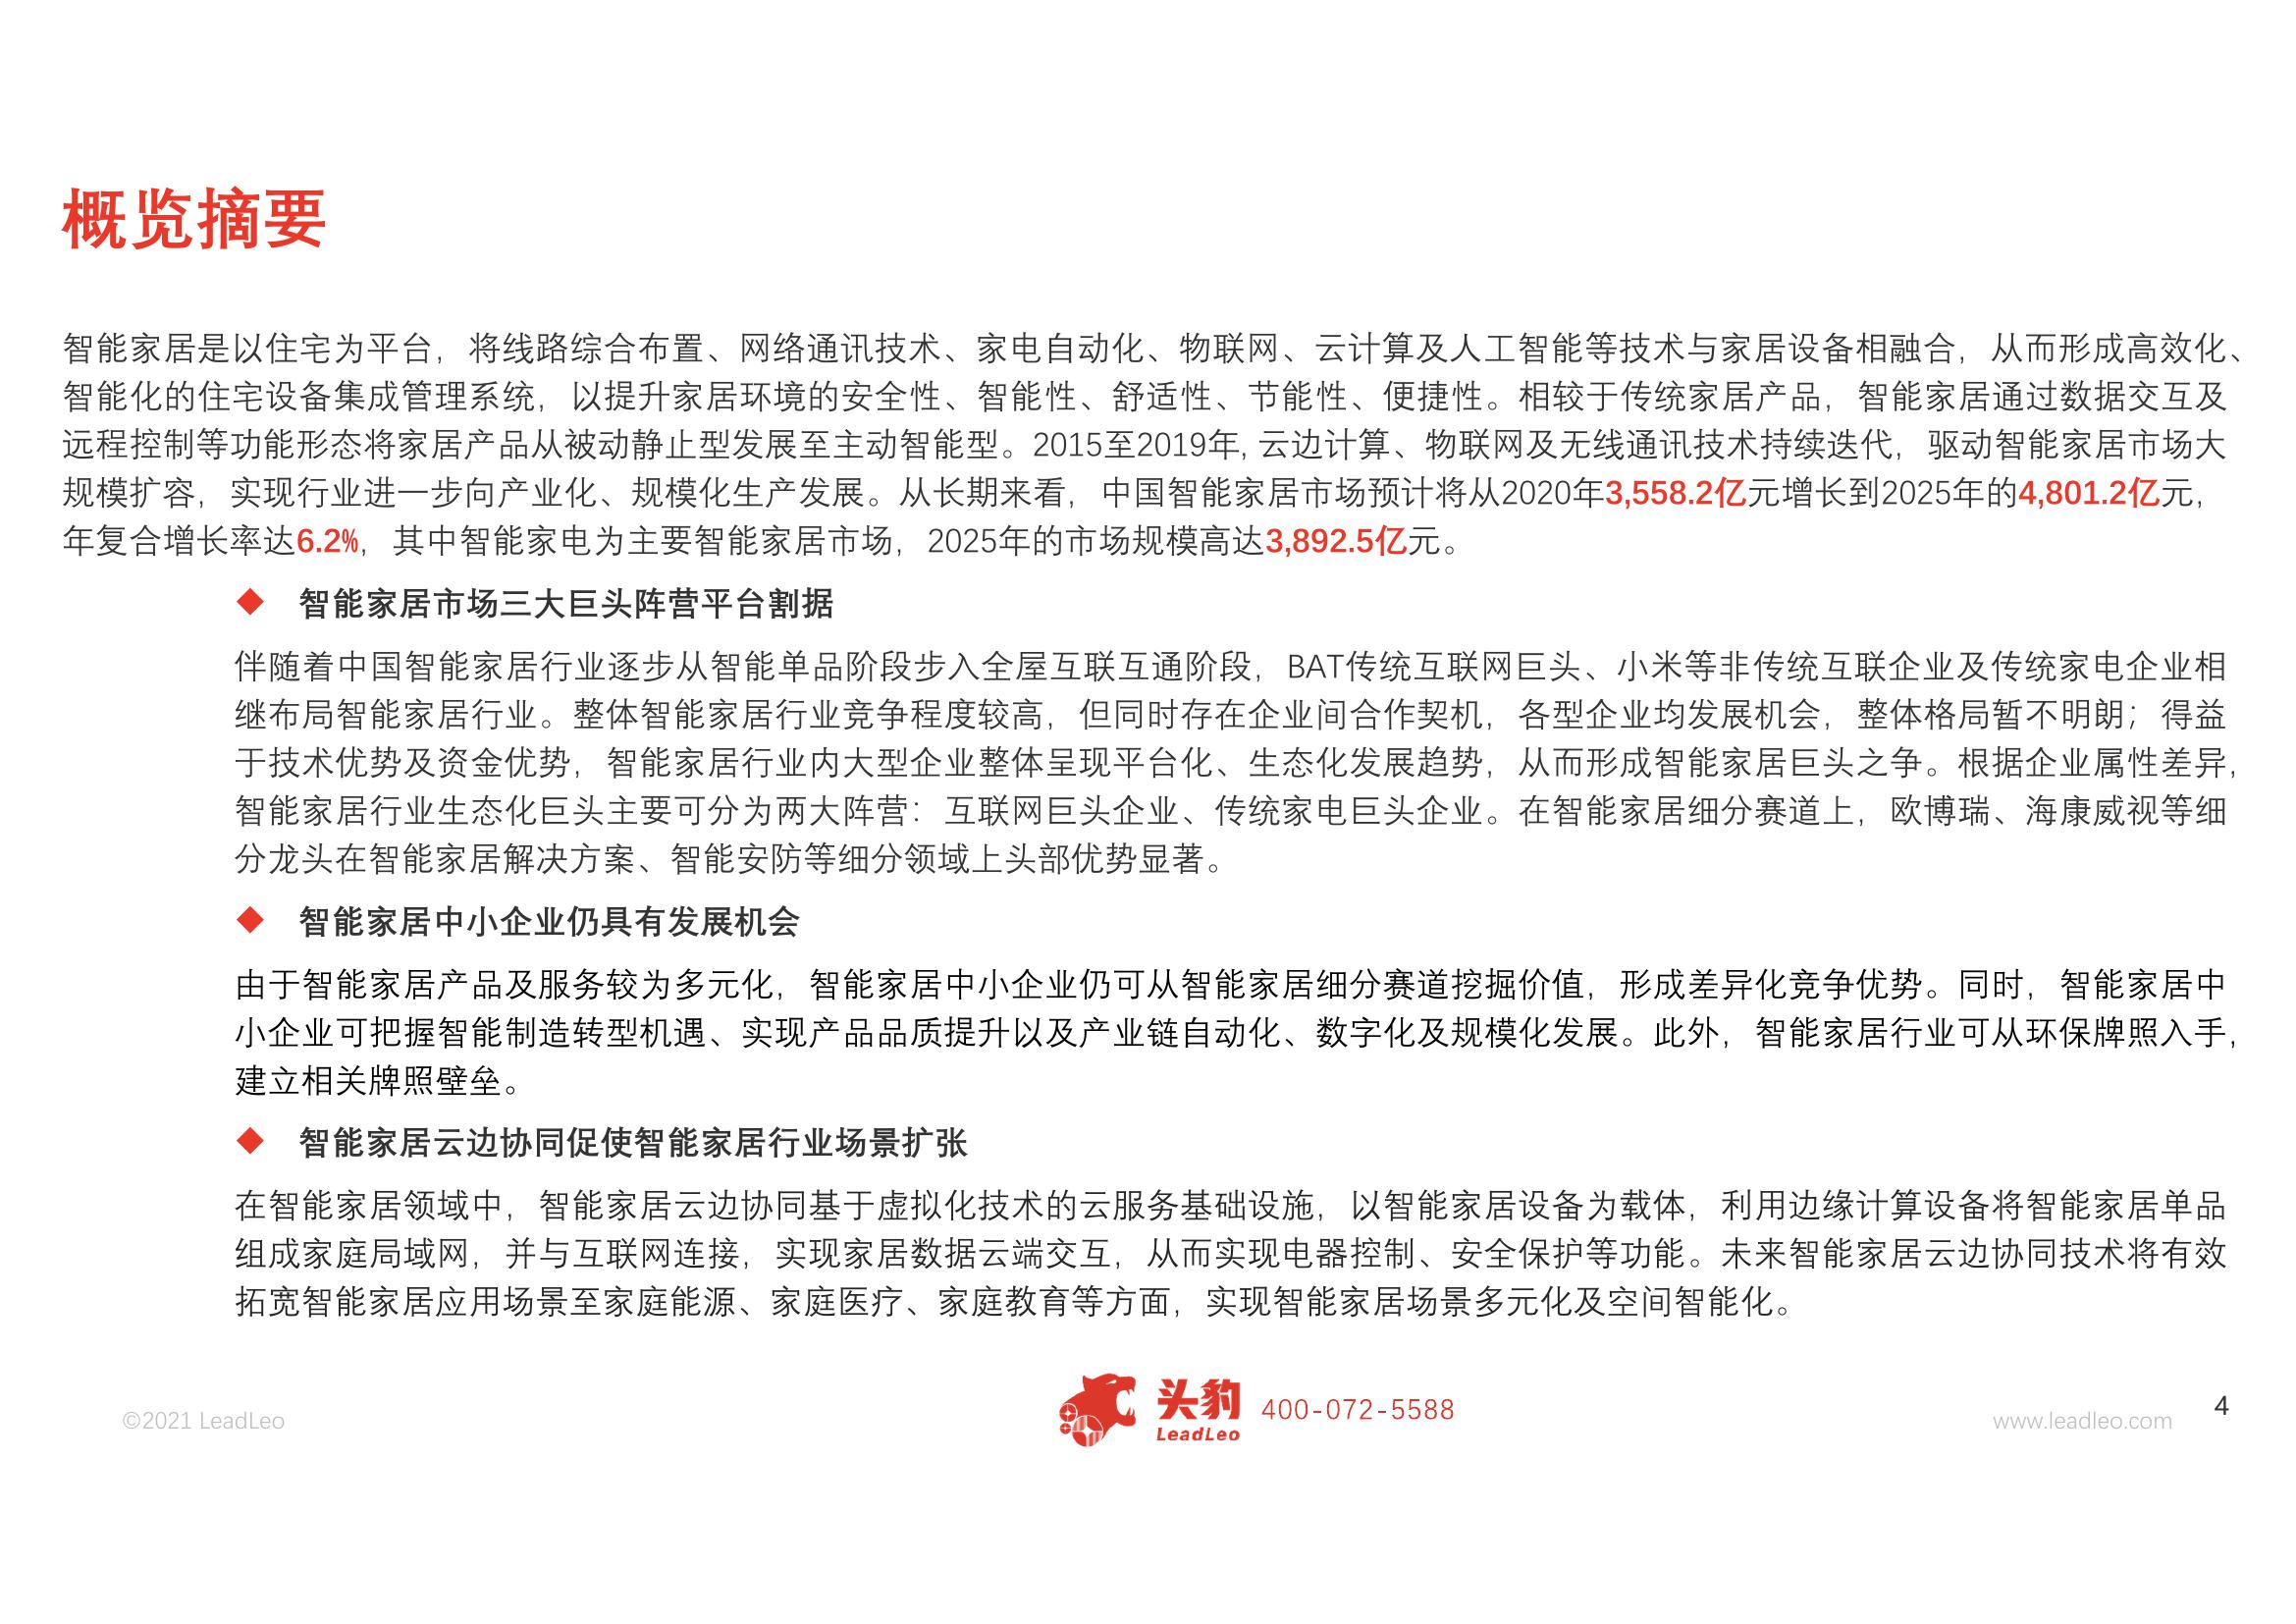 概览摘要
智能家居是以住宅为平台，将线路综合布置、网络通讯技术、家电自动化、物联网、云计算及人工智能等技术与家居设备相融合，从而形成高效化、
智能化的住宅设备集成管理系统，以提升家居环境的安全性、智能性、舒适性、节能性、便捷性。相较于传统家居产品，智能家居通过数据交互及
远程控制等功能形态将家居产品从被动静止型发展至主动智能型。2015至2019年, 云边计算、物联网及无线通讯技术持续迭代，驱动智能家居市场大
规模扩容，实现行业进一步向产业化、规模化生产发展。从长期来看，中国智能家居市场预计将从2020年3,558.2亿元增长到2025年的4,801.2亿元，
年复合增长率达6.2%，其中智能家电为主要智能家居市场，2025年的市场规模高达3,892.5亿元。
◆ 智能家居市场三大巨头阵营平台割据
伴随着中国智能家居行业逐步从智能单品阶段步入全屋互联互通阶段，BAT传统互联网巨头、小米等非传统互联企业及传统家电企业相
继布局智能家居行业。整体智能家居行业竞争程度较高，但同时存在企业间合作契机，各型企业均发展机会，整体格局暂不明朗；得益
于技术优势及资金优势，智能家居行业内大型企业整体呈现平台化、生态化发展趋势，从而形成智能家居巨头之争。根据企业属性差异，
智能家居行业生态化巨头主要可分为两大阵营：互联网巨头企业、传统家电巨头企业。在智能家居细分赛道上，欧博瑞、海康威视等细
分龙头在智能家居解决方案、智能安防等细分领域上头部优势显著。
◆ 智能家居中小企业仍具有发展机会
由于智能家居产品及服务较为多元化，智能家居中小企业仍可从智能家居细分赛道挖掘价值，形成差异化竞争优势。同时，智能家居中
小企业可把握智能制造转型机遇、实现产品品质提升以及产业链自动化、数字化及规模化发展。此外，智能家居行业可从环保牌照入手，
建立相关牌照壁垒。
◆ 智能家居云边协同促使智能家居行业场景扩张
在智能家居领域中，智能家居云边协同基于虚拟化技术的云服务基础设施，以智能家居设备为载体，利用边缘计算设备将智能家居单品
组成家庭局域网，并与互联网连接，实现家居数据云端交互，从而实现电器控制、安全保护等功能。未来智能家居云边协同技术将有效
拓宽智能家居应用场景至家庭能源、家庭医疗、家庭教育等方面，实现智能家居场景多元化及空间智能化。
©2021 LeadLeo
头豹
LeadLeo
400-072-5588
www.leadleo.com
4